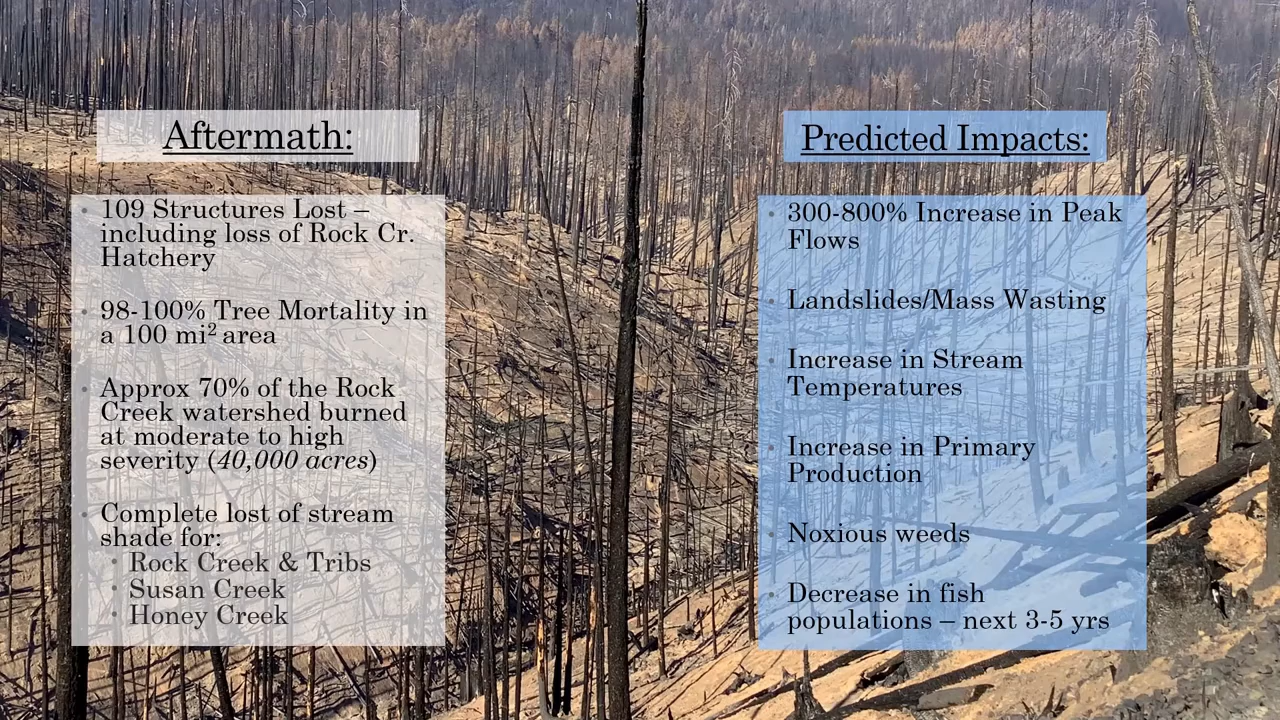 Aftermath:
109 Structures Lost –
including loss of Rock Cr.
Hatchery
98-100% Tree Mortality in
a 100 mi² area
Approx 70% of the Rock
Creek watershed burned
at moderate to high
severity (40,000 acres)
Complete lost of stream
shade for:
Rock Creek & Tribs
Susan Creek
Honey Creek
Predicted Impacts:
300-800% Increase in Peak
Flows
Landslides/Mass Wasting
Increase in Stream
Temperatures
Increase in Primary
Production
Noxious weeds
Decrease in fish
populations – next 3-5 yrs